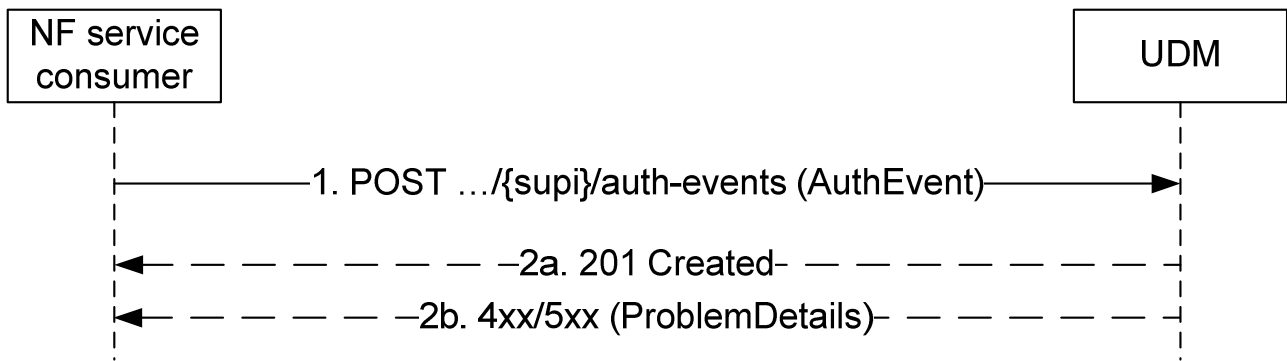 NF service
consumer
UDM
1. POST …/{supi}/auth-events (AuthEvent)
2a. 201 Created
2b. 4xx/5xx (ProblemDetails)